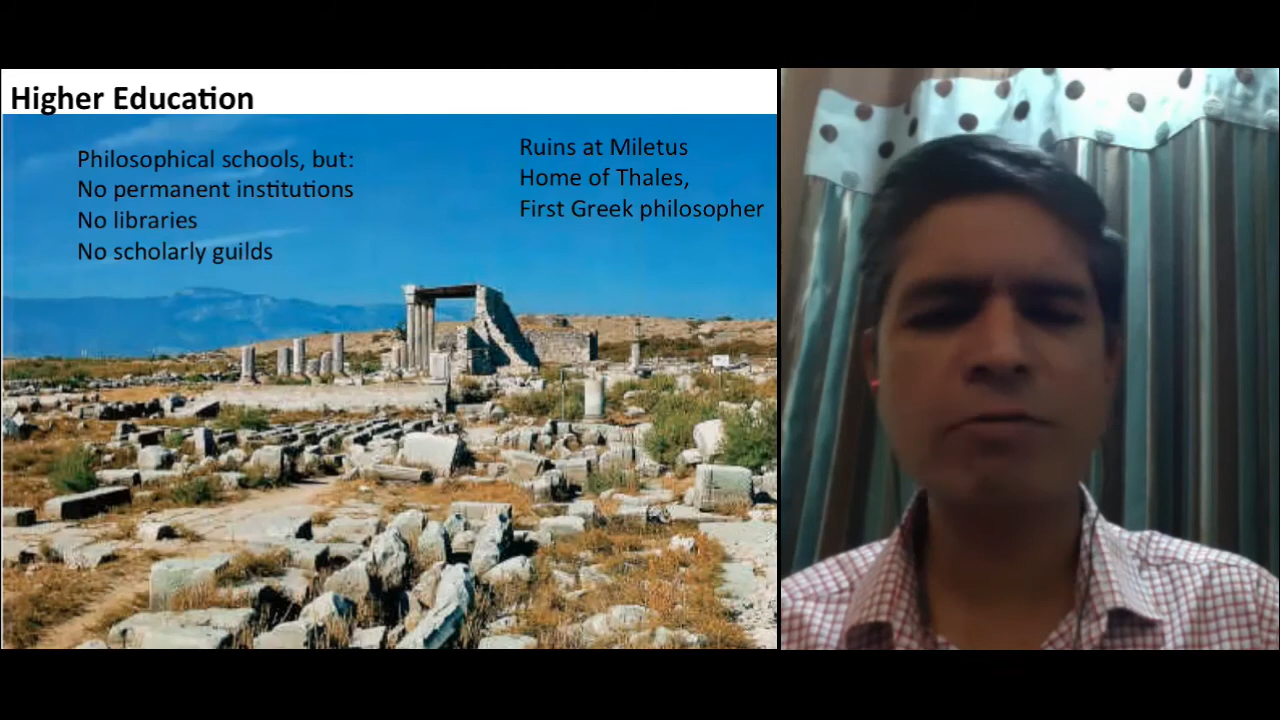 Higher Education
Philosophical schools, but:
No permanent institutions
No libraries
No scholarly guilds
Ruins at Miletus
Home of Thales,
First Greek philosopher